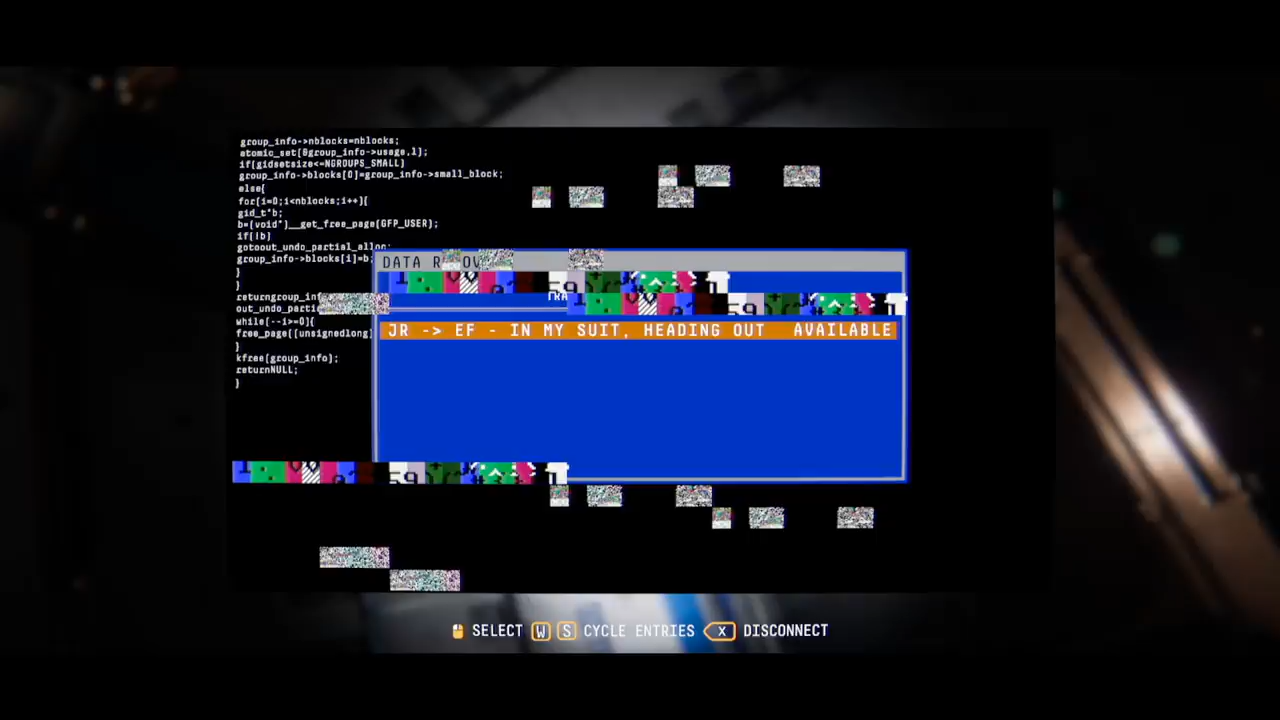 group_info->nblocks=nblocks;
atomic_set(&group_info->usage,1);
if(gidsetsize<=NGROUPS_SMALL)
group_info->blocks[0]=group_info->small_block;
else{
for(i=0;i<nblocks;i++){
gid_t*b;
b=(void*)__get_free_page(GFP_USER);
if(!b)
gotoout_undo_partial_alloc;
group_info->blocks[i]=b;
}
}
returngroup_inf
out_undo_partia
while(--i>=0){
free_page((unsignedlong)
}
kfree(group_info);
returnNULL;
}
DATA R OV
TRA
JR -> EF - IN MY SUIT, HEADING OUT AVAILABLE
SELECT W S CYCLE ENTRIES X DISCONNECT